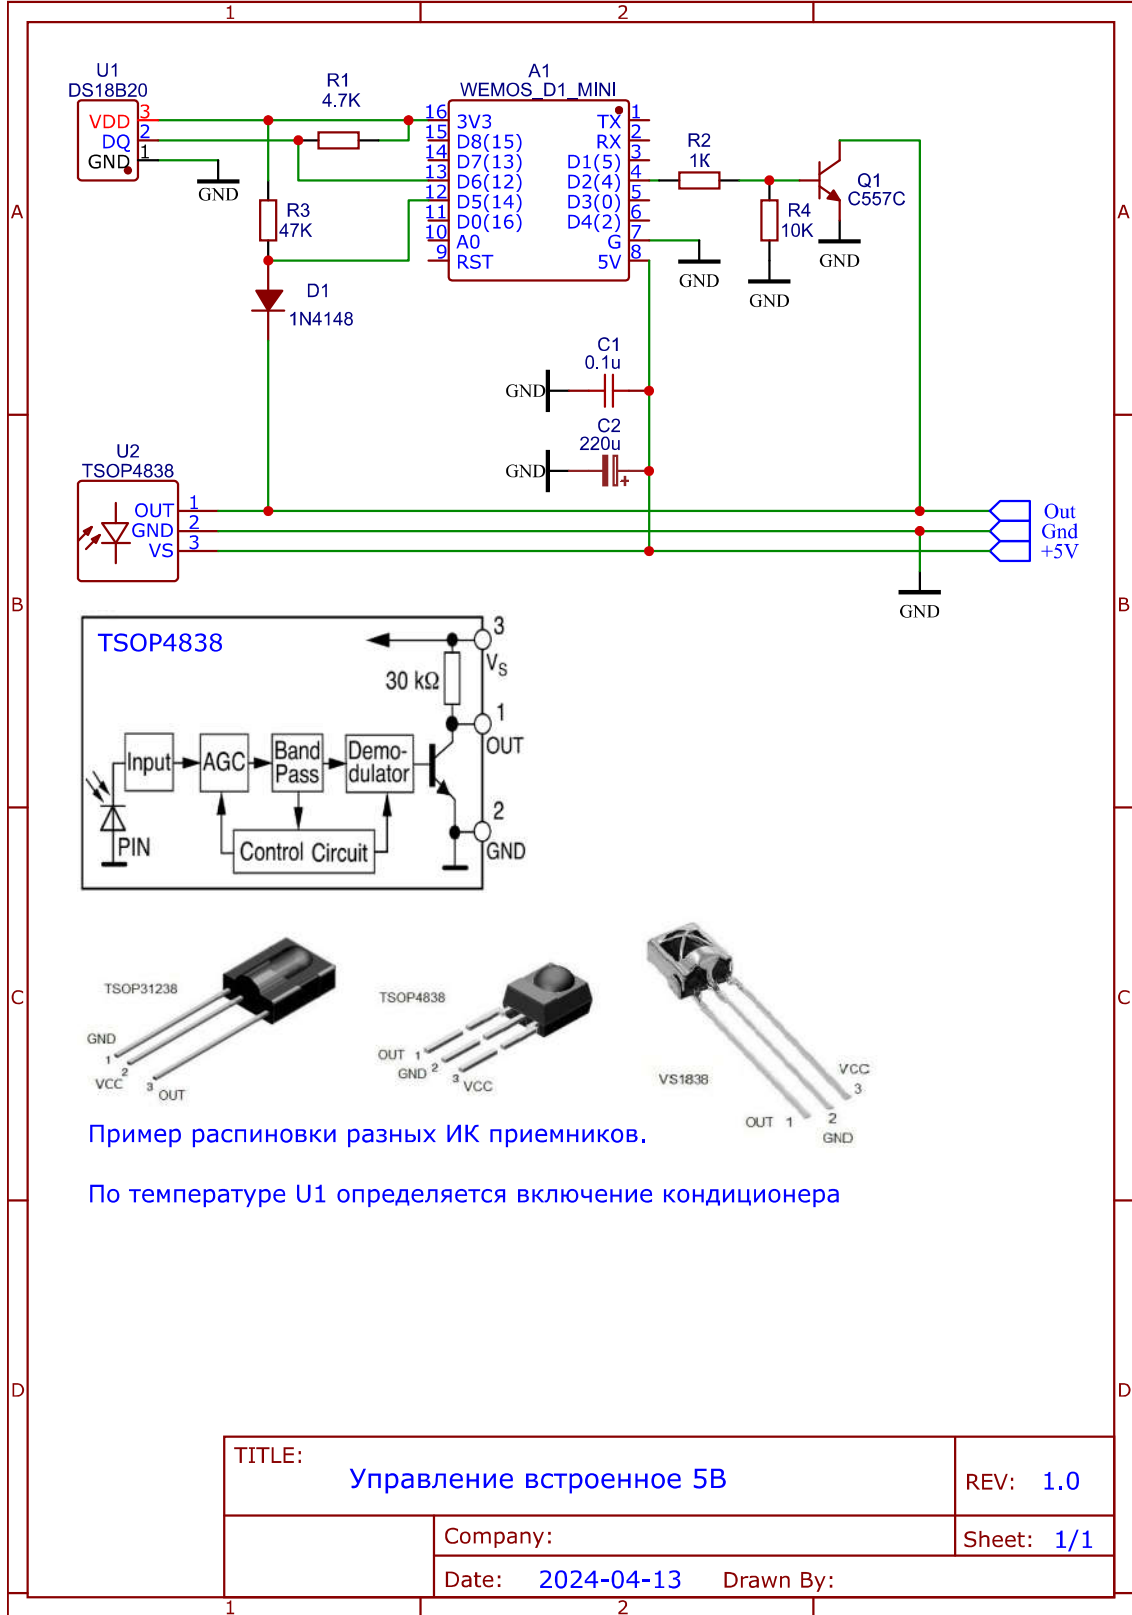 1
2
U1
DS18B20
VDD 3
DQ 2
GND 1
GND
R1
4.7K
A1
WEMOS_D1_MINI
16 3V3
15 D8(15)
14 D7(13)
13 D6(12)
12 D5(14)
11 D0(16)
10 A0
9 RST
TX 1
RX 2
D1(5) 3
D2(4) 4
D3(0) 5
D4(2) 6
G 7
5V 8
R2
1K
Q1
C557C
R3
47K
R4
10K
GND
GND
GND
A
A
D1
1N4148
C1
0.1u
GND
C2
220u
GND
+
U2
TSOP4838
OUT 1
GND 2
VS 3
Out
Gnd
+5V
GND
B
B
TSOP4838
3
VS
30 kΩ
1
OUT
Input
AGC
Band
Pass
Demo-
dulator
2
GND
PIN
Control Circuit
C
C
TSOP31238
GND
1
VCC
2
3
OUT
TSOP4838
OUT 1
GND 2
3 VCC
VS1838
VCC
3
OUT 1
2
GND
Пример распиновки разных ИК приемников.
По температуре U1 определяется включение кондиционера
D
D
TITLE:
Управление встроенное 5В
REV: 1.0
Company:
Sheet: 1/1
Date: 2024-04-13 Drawn By:
1
2